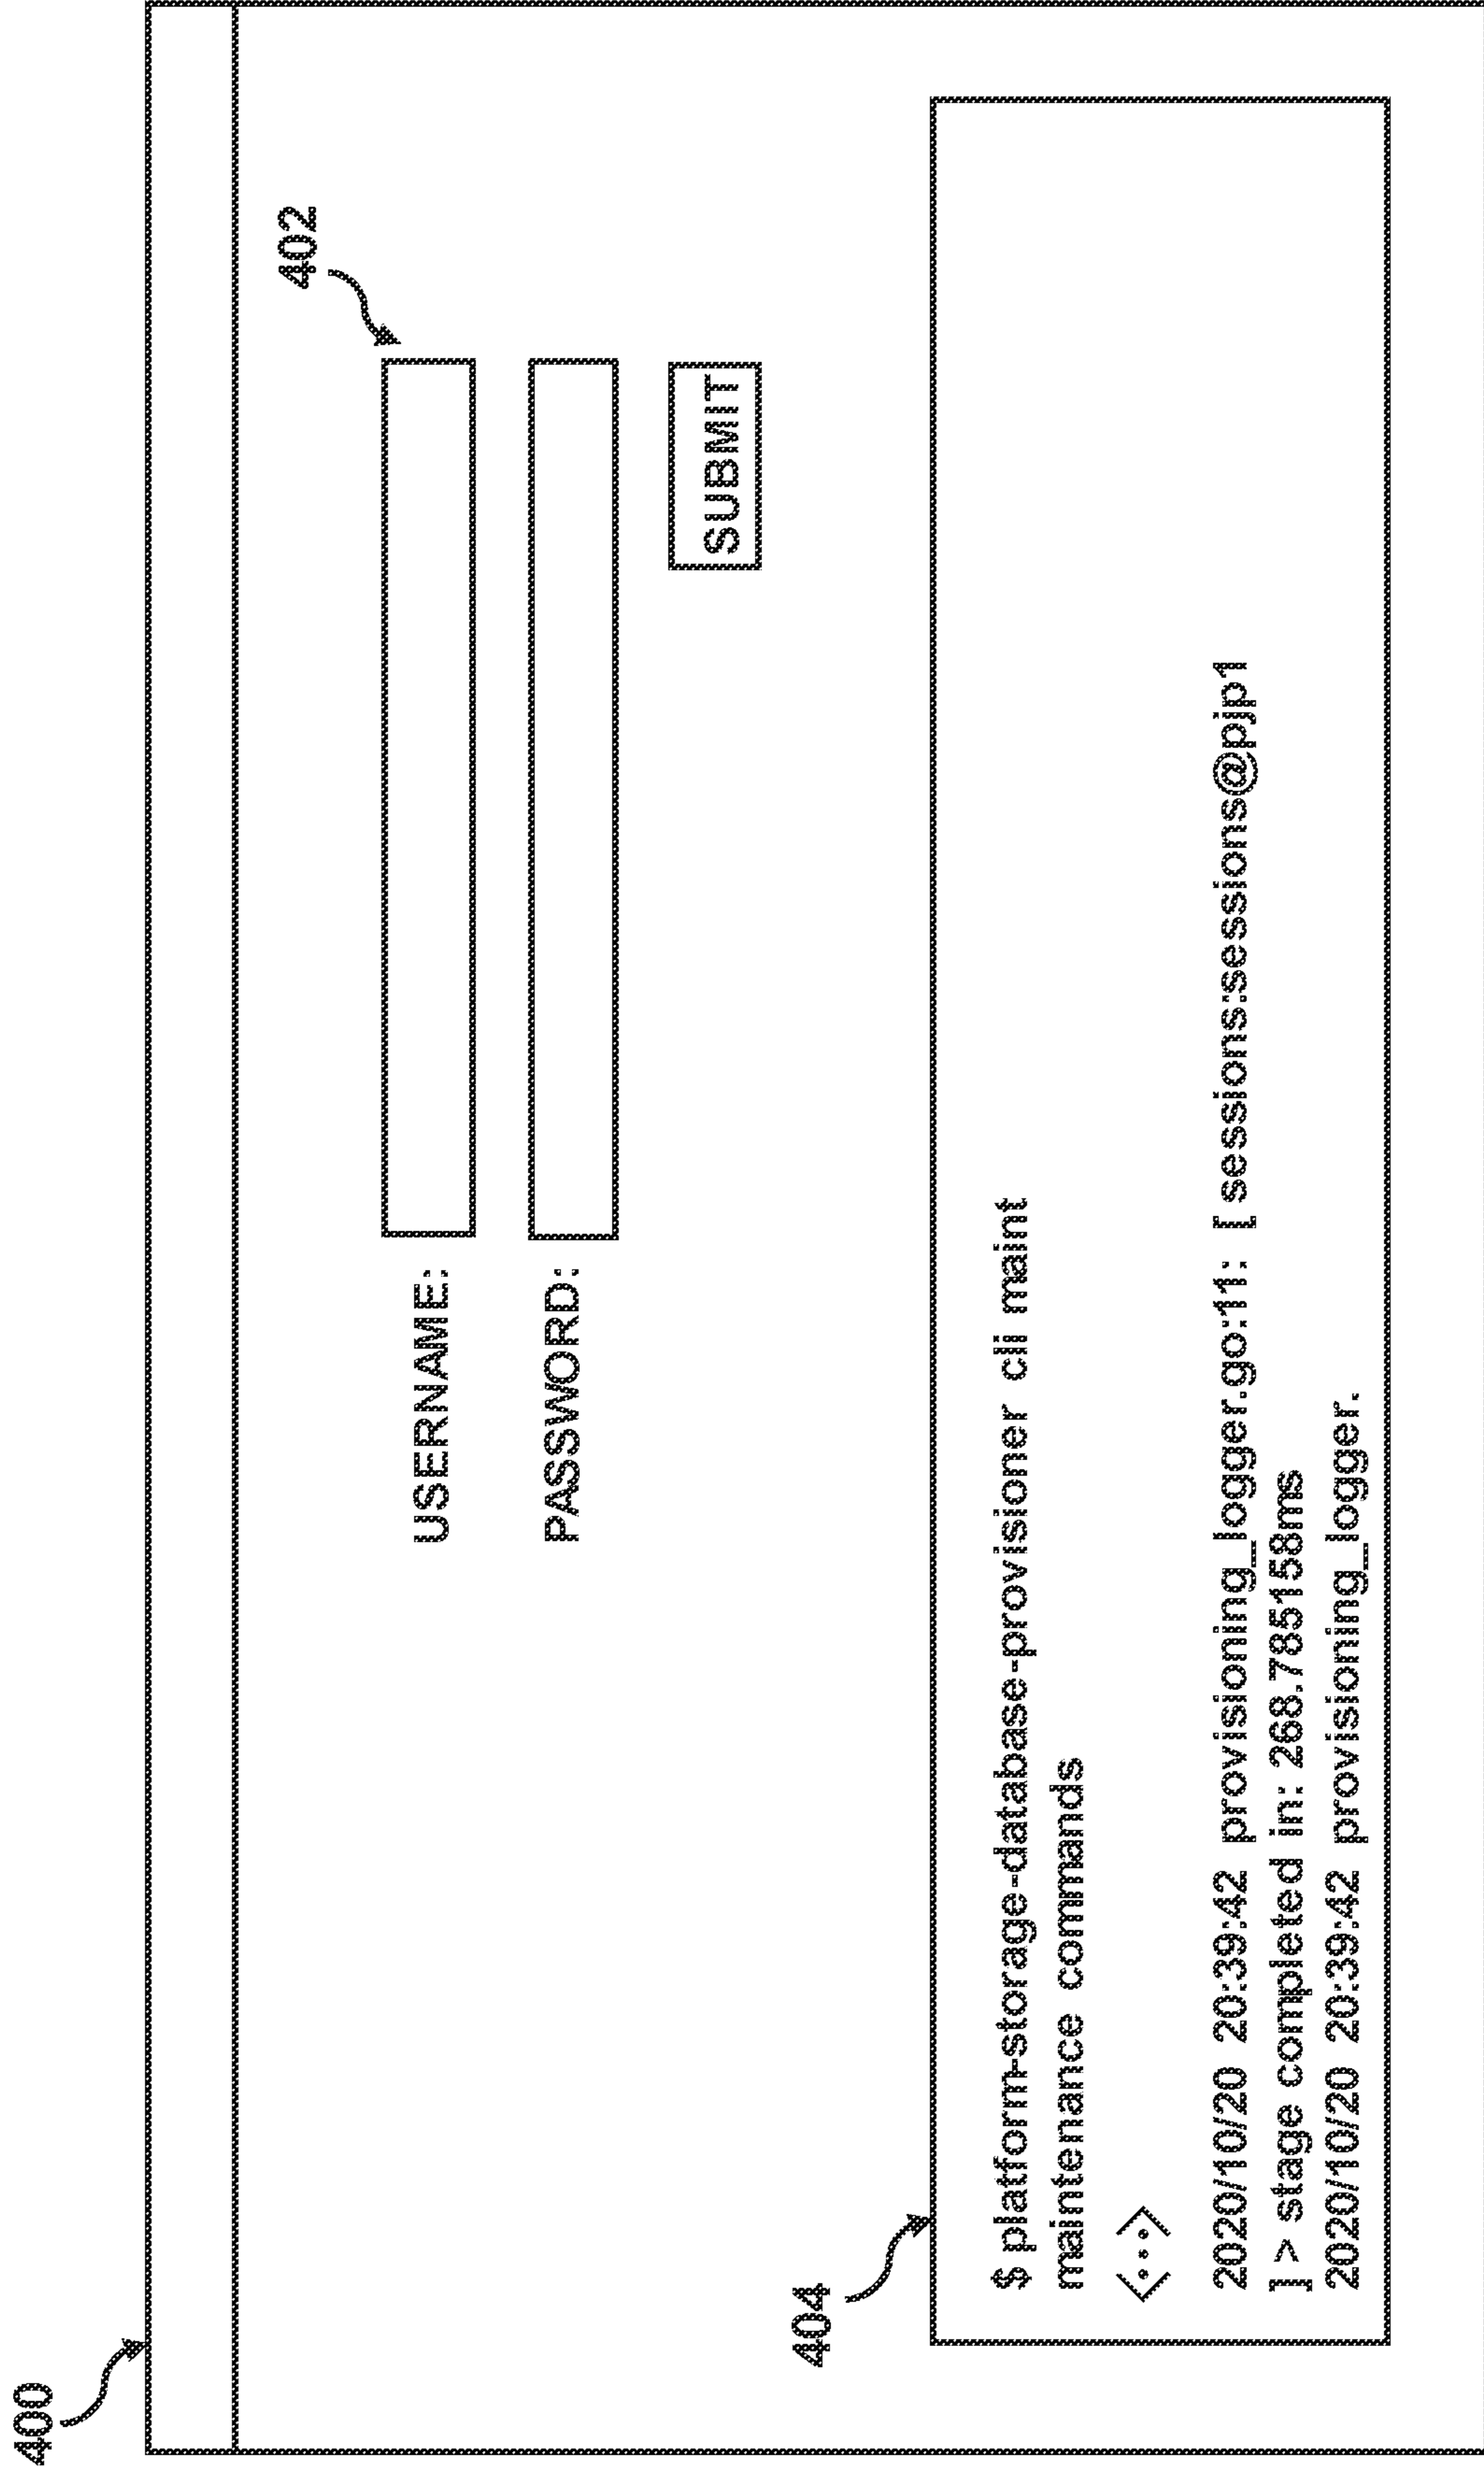 400
402
USERNAME:
PASSWORD:
SUBMIT
404
$ platform-storage-database-provisioner cli maint
maintenance commands
<...>
2020/10/20 20:39:42 provisioning_logger.go:11: [ sessions:sessions@pjp1
] > stage completed in: 268.785158ms
2020/10/20 20:39:42 provisioning_logger.